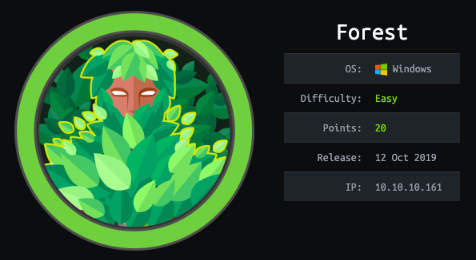 Forest
OS: Windows
Difficulty: Easy
Points: 20
Release: 12 Oct 2019
IP: 10.10.10.161